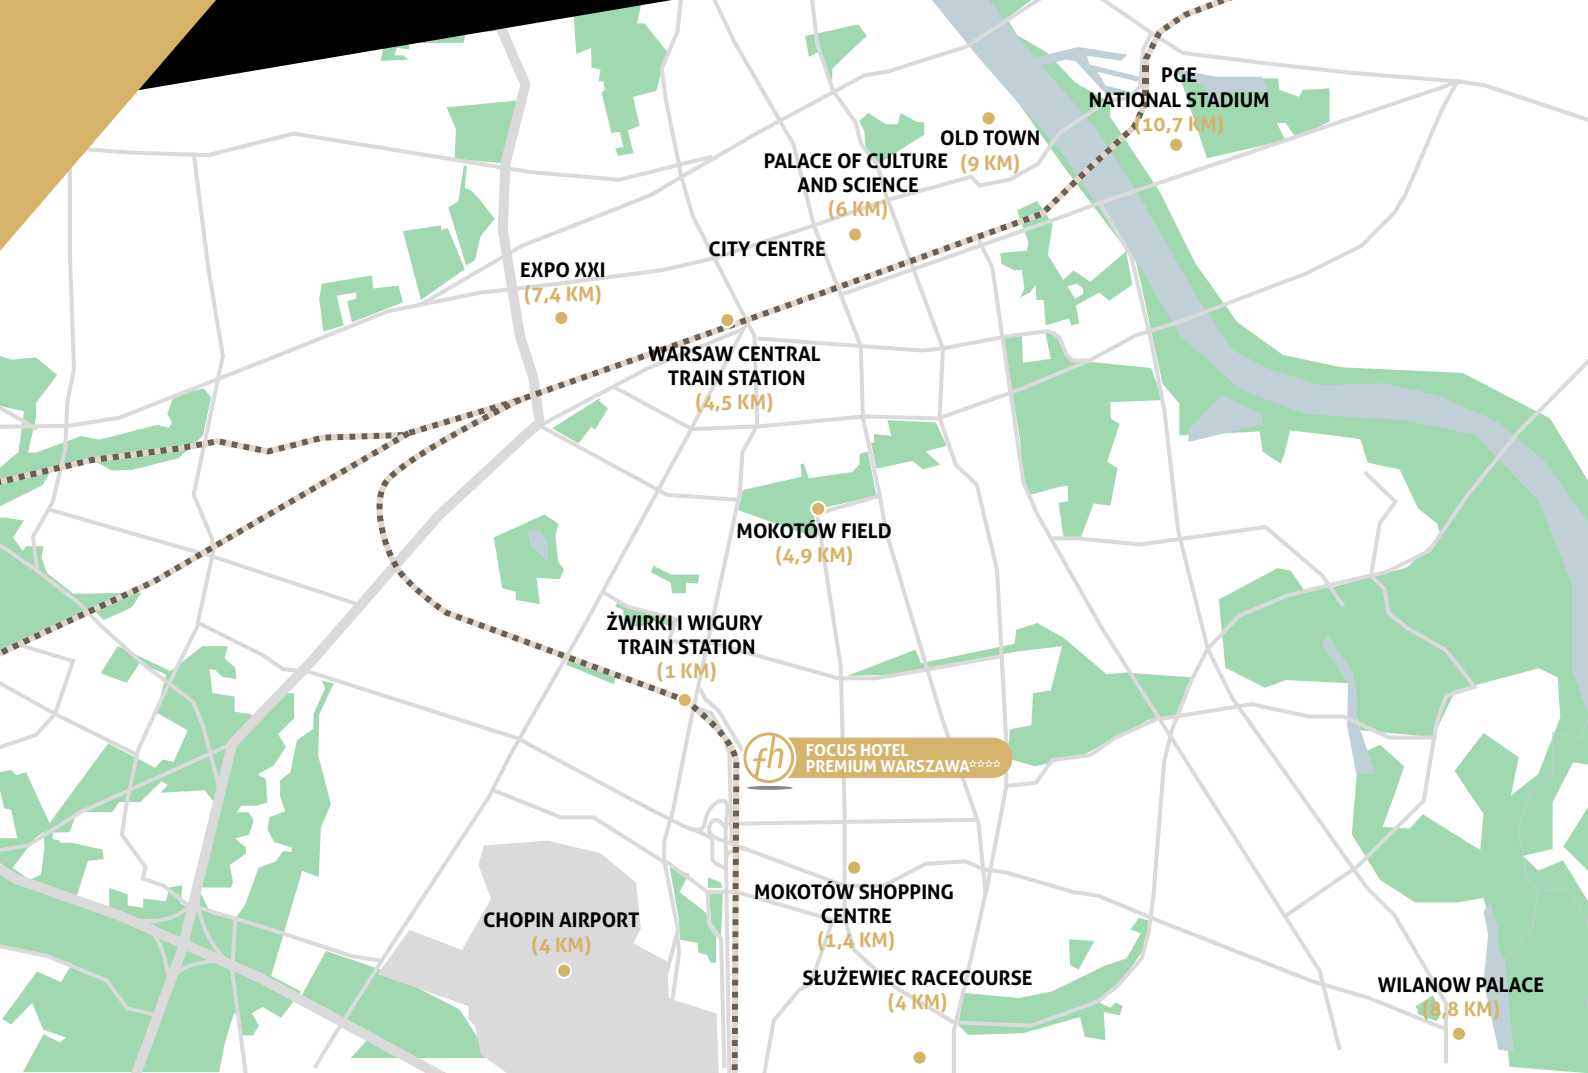 PGE
NATIONAL STADIUM
(10,7 KM)
OLD TOWN
(9 KM)
PALACE OF CULTURE
AND SCIENCE
(6 KM)
CITY CENTRE
EXPO XXI
(7,4 KM)
WARSAW CENTRAL
TRAIN STATION
(4,5 KM)
MOKOTÓW FIELD
(4,9 KM)
ŻWIRKI I WIGURY
TRAIN STATION
(1 KM)
fh
FOCUS HOTEL
PREMIUM WARSZAWA****
MOKOTÓW SHOPPING
CENTRE
(1,4 KM)
CHOPIN AIRPORT
(4 KM)
SŁUŻEWIEC RACECOURSE
(4 KM)
WILANOW PALACE
(8,8 KM)